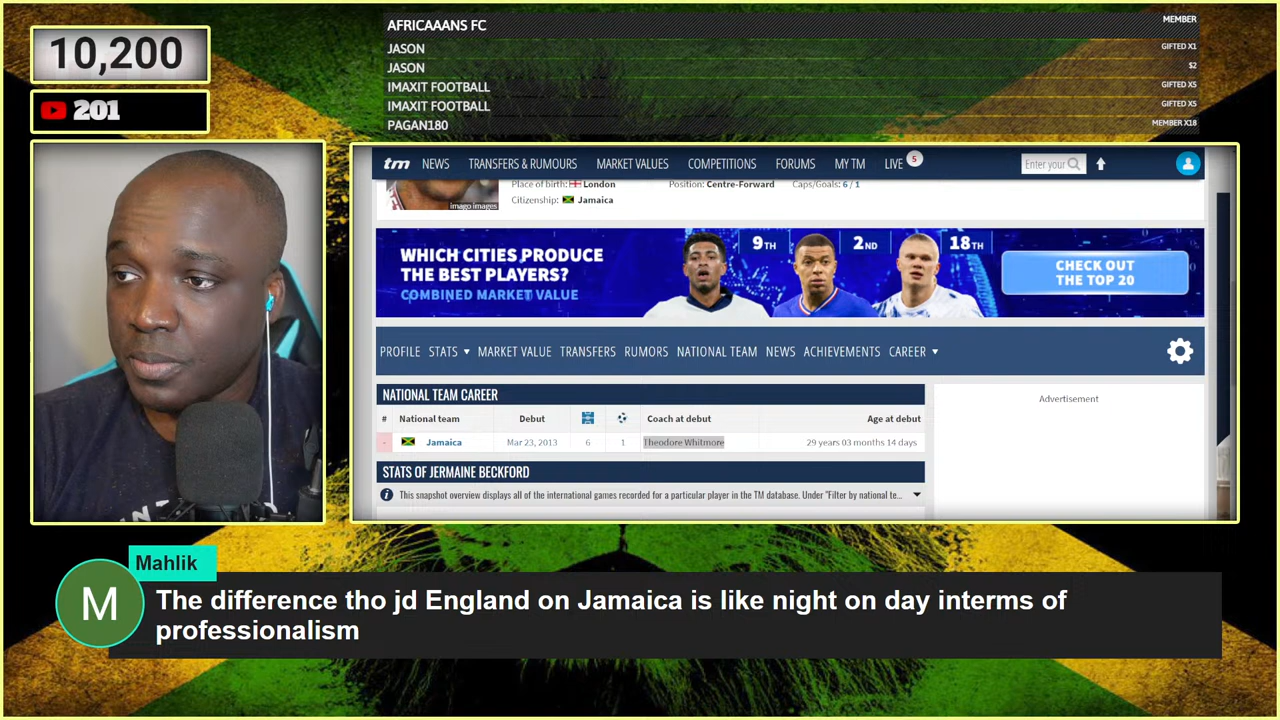 10,200
201
AFRICAAANS FC MEMBER
JASON GIFTED X1
JASON $2
IMAXIT FOOTBALL GIFTED X5
IMAXIT FOOTBALL GIFTED X5
PAGAN180 MEMBER X18
tm NEWS TRANSFERS & RUMOURS MARKET VALUES COMPETITIONS FORUMS MY TM LIVE 5 Enter your
Place of birth: London Position: Centre-Forward Caps/Goals: 6 / 1
imago images Citizenship: Jamaica
WHICH CITIES PRODUCE
THE BEST PLAYERS?
COMBINED MARKET VALUE
9TH 2ND 18TH
CHECK OUT
THE TOP 20
PROFILE STATS MARKET VALUE TRANSFERS RUMORS NATIONAL TEAM NEWS ACHIEVEMENTS CAREER
NATIONAL TEAM CAREER
Advertisement
# National team Debut Coach at debut Age at debut
- Jamaica Mar 23, 2013 6 1 Theodore Whitmore 29 years 03 months 14 days
STATS OF JERMAINE BECKFORD
This snapshot overview displays all of the international games recorded for a particular player in the TM database. Under "Filter by national te...
Mahlik
M
The difference tho jd England on Jamaica is like night on day interms of
professionalism